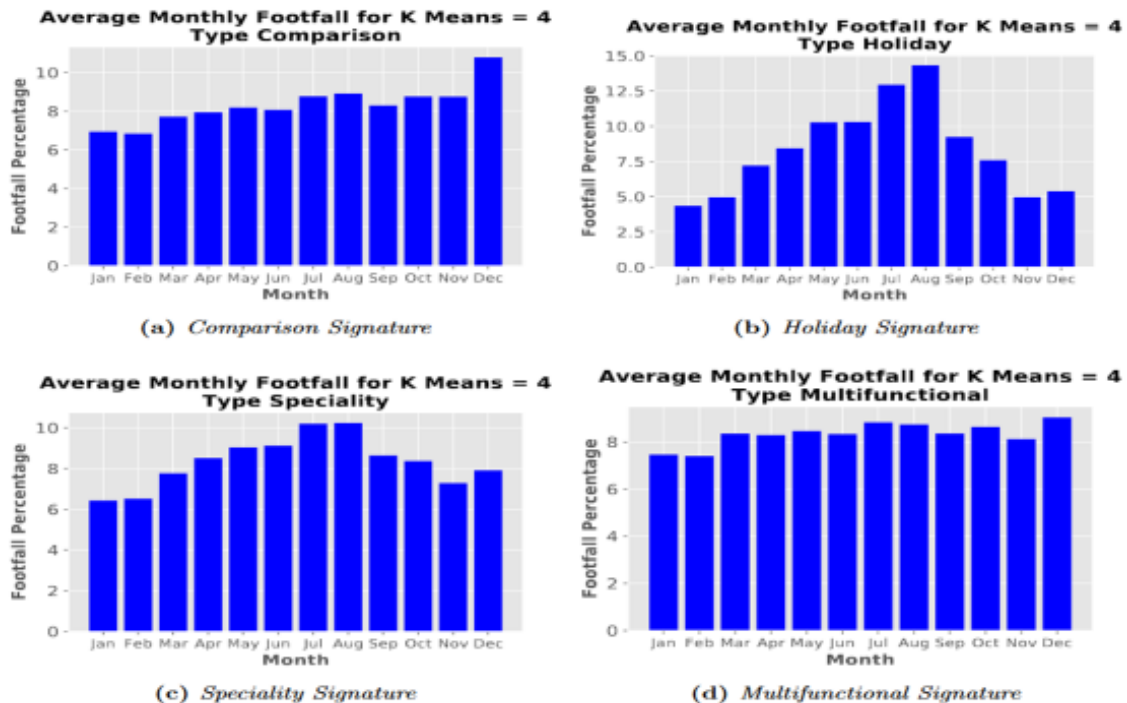 Average Monthly Footfall for K Means = 4
Type Comparison
Footfall Percentage
10
8
6
4
2
0
Jan Feb Mar Apr May Jun Jul Aug Sep Oct Nov Dec
Month
(a) Comparison Signature
Average Monthly Footfall for K Means = 4
Type Holiday
Footfall Percentage
15.0
12.5
10.0
7.5
5.0
2.5
0.0
Jan Feb Mar Apr May Jun Jul Aug Sep Oct Nov Dec
Month
(b) Holiday Signature
Average Monthly Footfall for K Means = 4
Type Speciality
Footfall Percentage
10
8
6
4
2
0
Jan Feb Mar Apr May Jun Jul Aug Sep Oct Nov Dec
Month
(c) Speciality Signature
Average Monthly Footfall for K Means = 4
Type Multifunctional
Footfall Percentage
8
6
4
2
0
Jan Feb Mar Apr May Jun Jul Aug Sep Oct Nov Dec
Month
(d) Multifunctional Signature